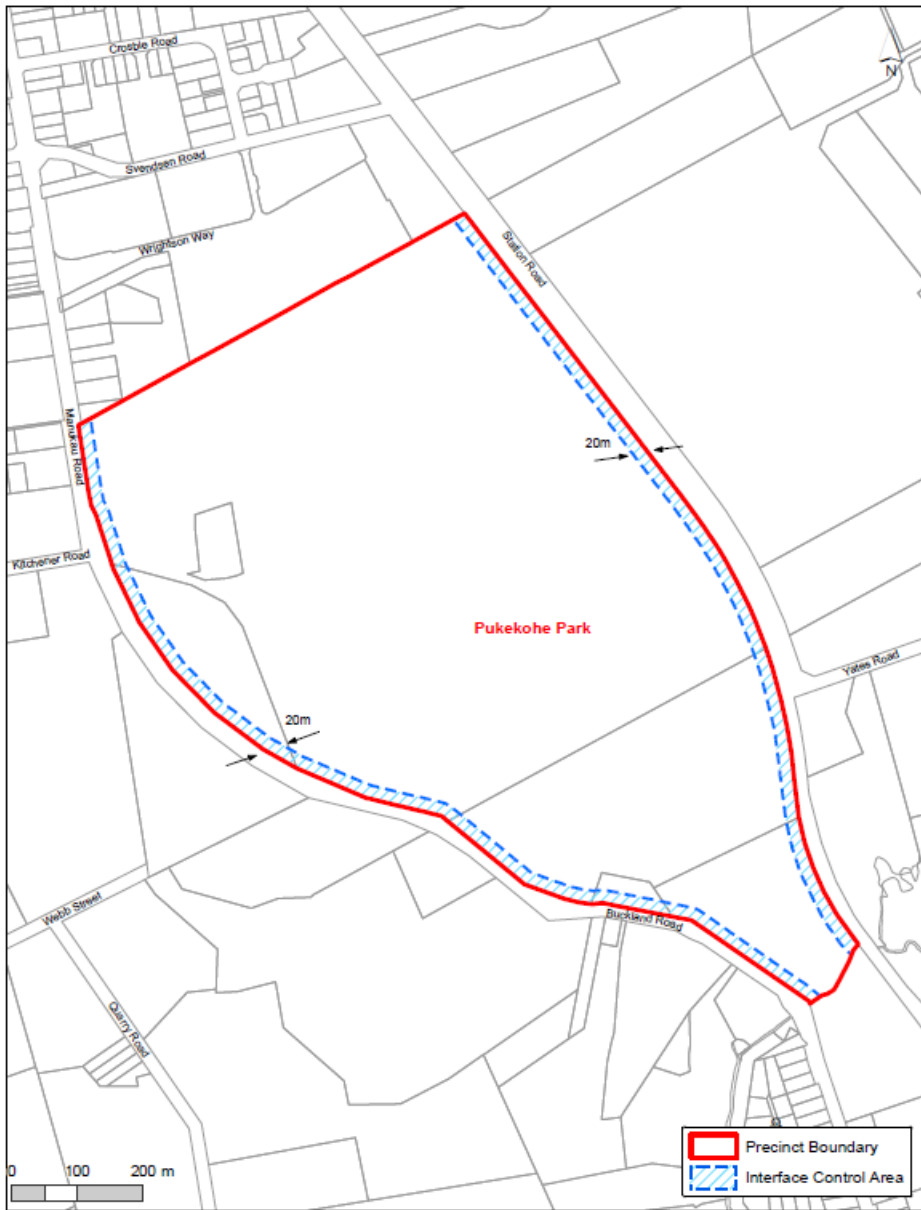 Crosbie Road
N
Svendsen Road
Wrightson Way
Station Road
Manukau Road
20m
Kitchener Road
Pukekohe Park
Yates Road
20m
Webb Street
Buckland Road
Quarry Road
Precinct Boundary
0 100 200 m
Interface Control Area